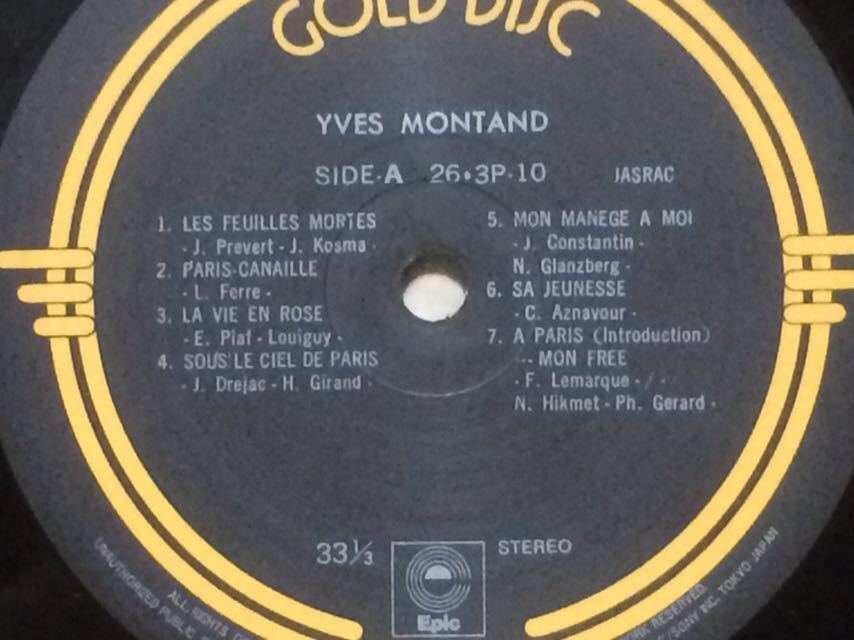 GOLD DISC
YVES MONTAND
SIDE-A 26•3P-10 JASRAC
1. LES FEUILLES MORTES
- J. Prevert - J. Kosma -
2. PARIS-CANAILLE
- L. Ferre -
3. LA VIE EN ROSE
- E. Piaf - Louiguy -
4. SOUS LE CIEL DE PARIS
- J. Drejac - H. Girand -
5. MON MANEGE A MOI
- J. Constantin -
N. Glanzberg -
6. SA JEUNESSE
- C. Aznavour -
7. A PARIS (Introduction)
-- MON FREE
- F. Lemarque - / -
N. Hikmet - Ph. Gerard -
33⅓ STEREO
Epic
UNAUTHORIZED PUBLIC
ALL RIGHTS
RESERVED.
INC. TOKYO JAPAN